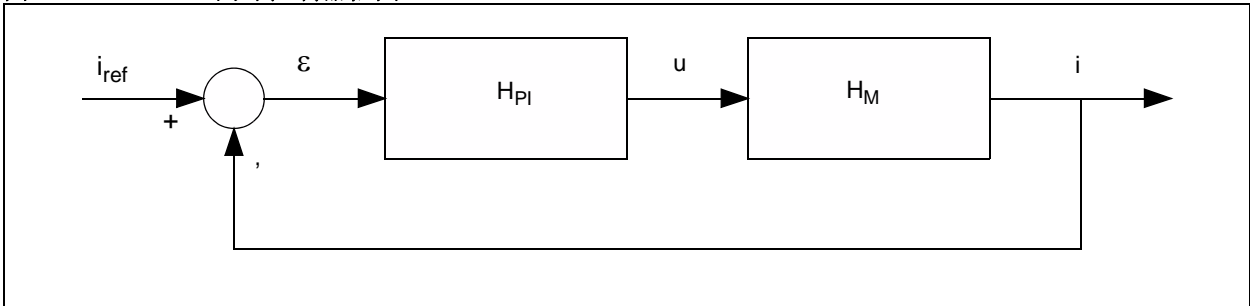 i_ref
ε
H_PI
u
H_M
i
+
,